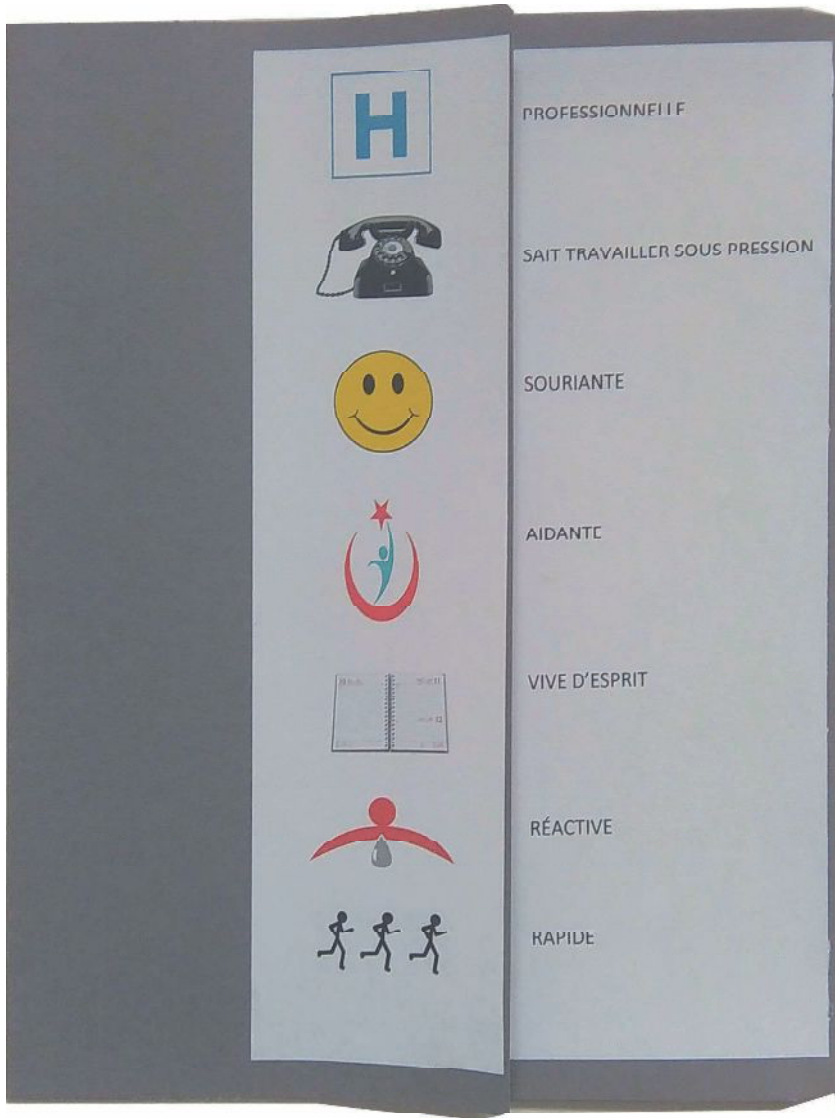 H
PROFESSIONNELLE
SAIT TRAVAILLER SOUS PRESSION
SOURIANTE
AIDANTE
VIVE D'ESPRIT
RÉACTIVE
RAPIDE